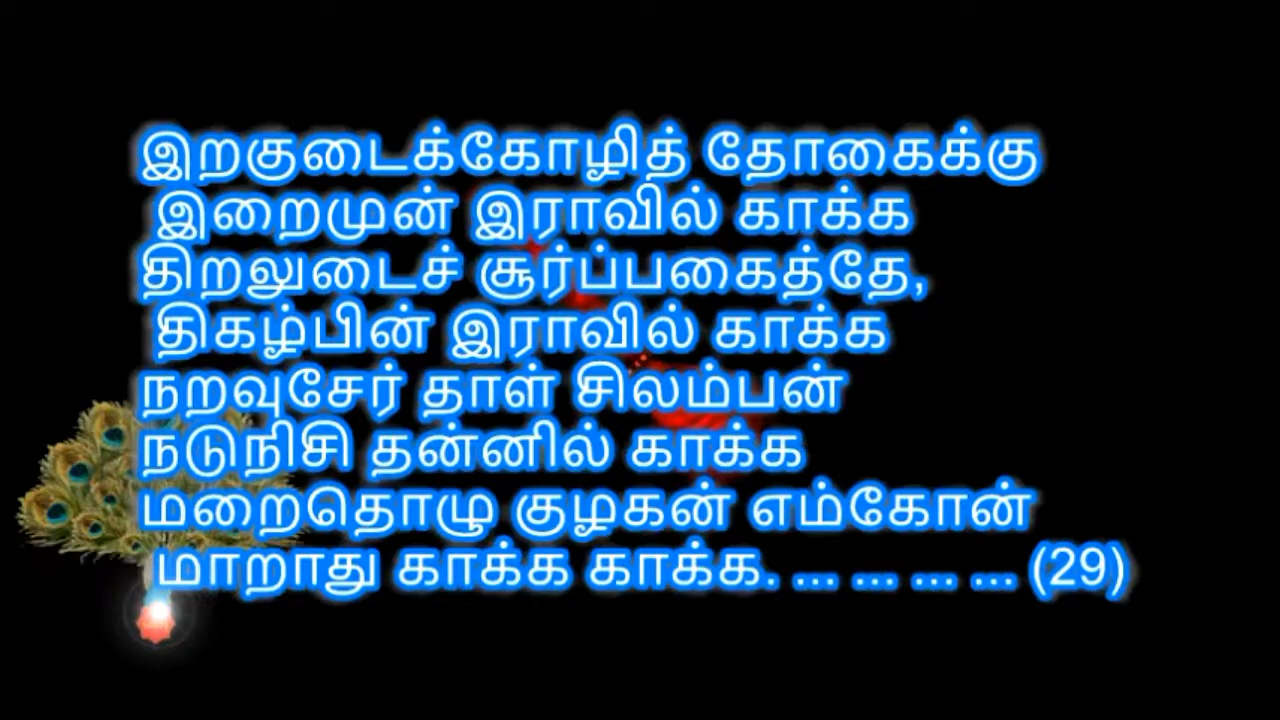 இறகுடைக்கோழித் தோகைக்கு
இறைமுன் இராவில் காக்க
திறலுடைச் சூர்ப்பகைத்தே,
திகழ்பின் இராவில் காக்க
நறவுசேர் தாள் சிலம்பன்
நடுநிசி தன்னில் காக்க
மறைதொழு குழகன் எம்கோன்
மாறாது காக்க காக்க. ... ... ... ... (29)